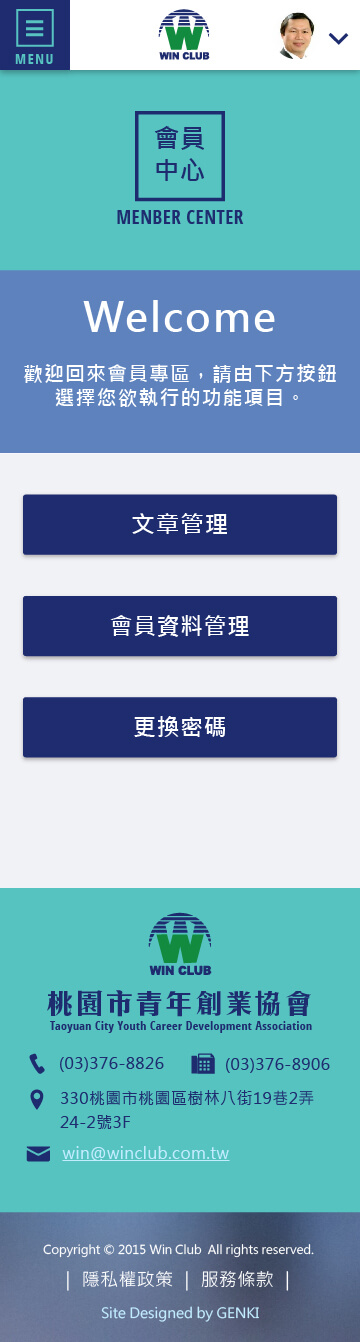 MENU
WIN CLUB
會員
中心
MENBER CENTER
Welcome
歡迎回來會員專區，請由下方按鈕
選擇您欲執行的功能項目。
文章管理
會員資料管理
更換密碼
WIN CLUB
桃園市青年創業協會
Taoyuan City Youth Career Development Association
(03)376-8826 (03)376-8906
330桃園市桃園區樹林八街19巷2弄
24-2號3F
win@winclub.com.tw
Copyright © 2015 Win Club All rights reserved.
| 隱私權政策 | 服務條款 |
Site Designed by GENKI